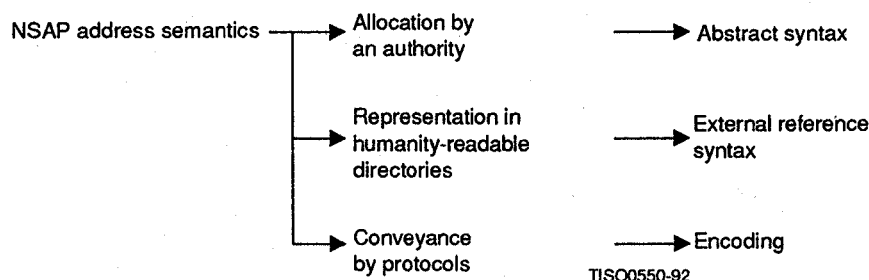 NSAP address semantics
Allocation by
an authority
Abstract syntax
Representation in
humanity-readable
directories
External reference
syntax
Conveyance
by protocols
Encoding
TISO0550-92